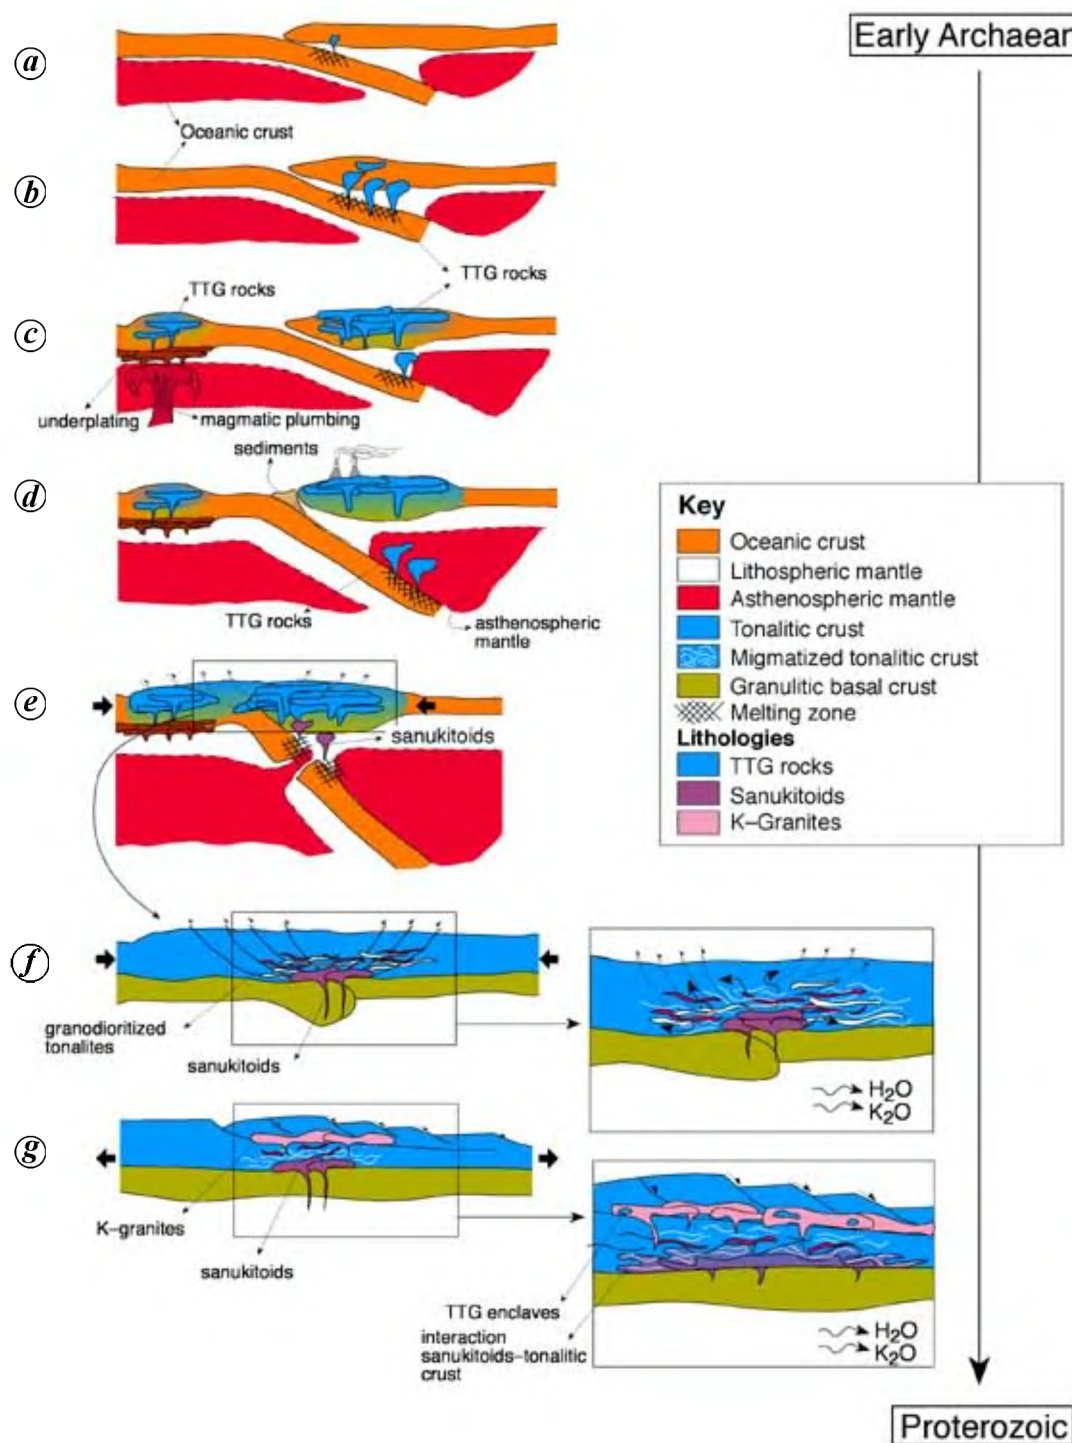 Early Archaean
a
Oceanic crust
b
TTG rocks
TTG rocks
c
underplating
magmatic plumbing
sediments
d
TTG rocks
asthenospheric
mantle
Key
Oceanic crust
Lithospheric mantle
Asthenospheric mantle
Tonalitic crust
Migmatized tonalitic crust
Granulitic basal crust
Melting zone
Lithologies
TTG rocks
Sanukitoids
K–Granites
e
sanukitoids
f
granodioritized
tonalites
sanukitoids
H2O
K2O
g
K–granites
sanukitoids
TTG enclaves
interaction
sanukitoids–tonalitic
crust
H2O
K2O
Proterozoic